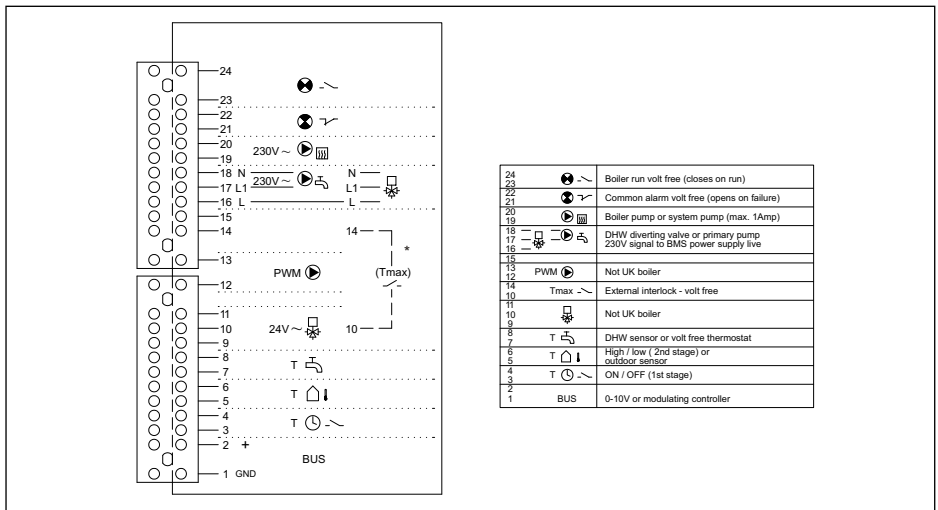 24
23
22
21
20
230V ~
19
18 N N
17 L1 230V ~ L1
16 L L
15
14 14
*
13
PWM (Tmax)
12
11
10 24V ~ 10
9
8
T
7
6
T
5
4
T
3
2 +
BUS
1 GND
24
23 Boiler run volt free (closes on run)
22
21 Common alarm volt free (opens on failure)
20
19 Boiler pump or system pump (max. 1Amp)
18 DHW diverting valve or primary pump
17 230V signal to BMS power supply live
16
15
13 PWM Not UK boiler
12
14 Tmax External interlock - volt free
10
11
10 Not UK boiler
9
8 T DHW sensor or volt free thermostat
7
6 T High / low ( 2nd stage) or
5 outdoor sensor
4 T ON / OFF (1st stage)
3
2
1 BUS 0-10V or modulating controller